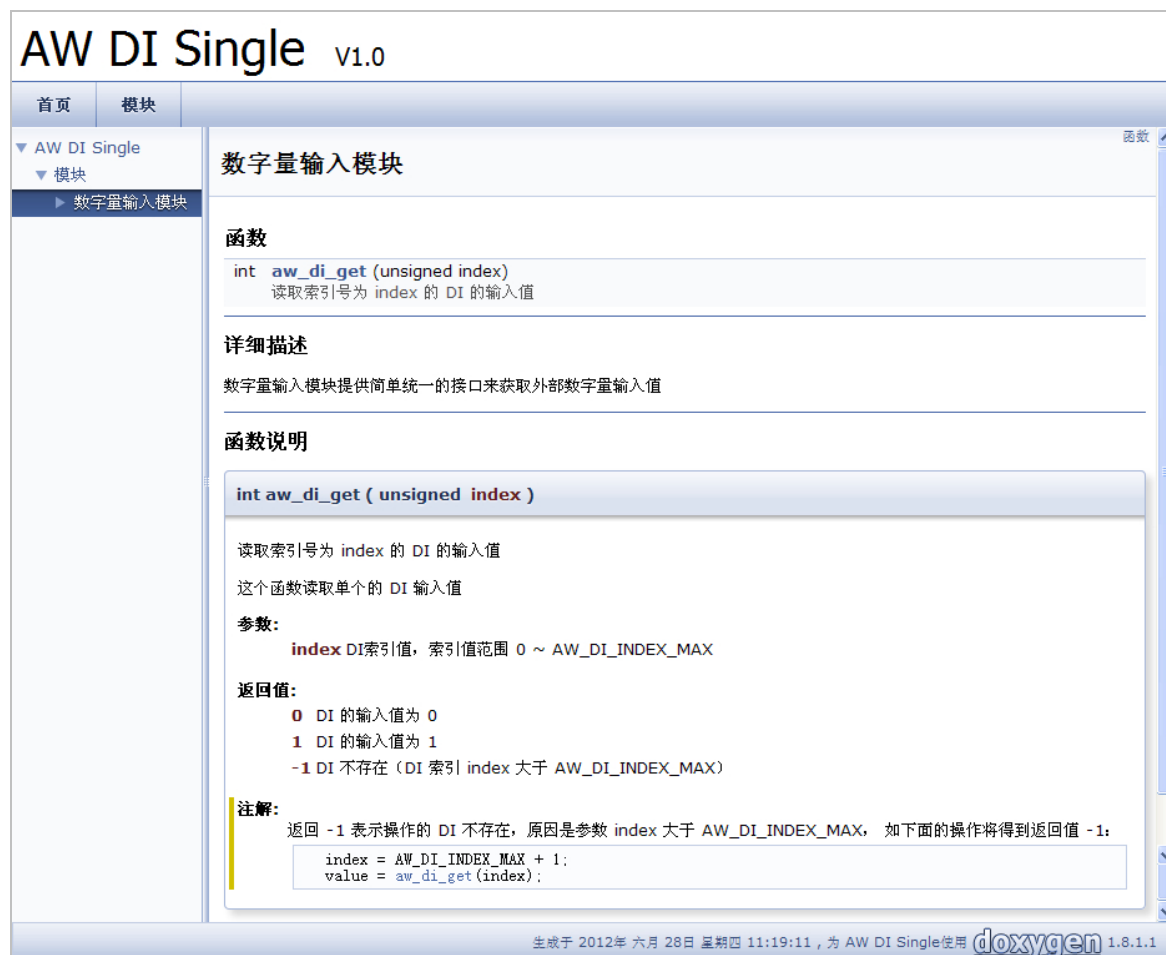 AW DI Single V1.0
首页 模块
函数
AW DI Single
模块
数字量输入模块
数字量输入模块
函数
int aw_di_get (unsigned index)
读取索引号为 index 的 DI 的输入值
详细描述
数字量输入模块提供简单统一的接口来获取外部数字量输入值
函数说明
int aw_di_get ( unsigned index )
读取索引号为 index 的 DI 的输入值
这个函数读取单个的 DI 输入值
参数:
index DI索引值，索引值范围 0 ~ AW_DI_INDEX_MAX
返回值:
0 DI 的输入值为 0
1 DI 的输入值为 1
-1 DI 不存在（DI 索引 index 大于 AW_DI_INDEX_MAX）
注解:
返回 -1 表示操作的 DI 不存在，原因是参数 index 大于 AW_DI_INDEX_MAX， 如下面的操作将得到返回值 -1：
index = AW_DI_INDEX_MAX + 1;
value = aw_di_get(index);
生成于 2012年 六月 28日 星期四 11:19:11 , 为 AW DI Single使用 doxygen 1.8.1.1